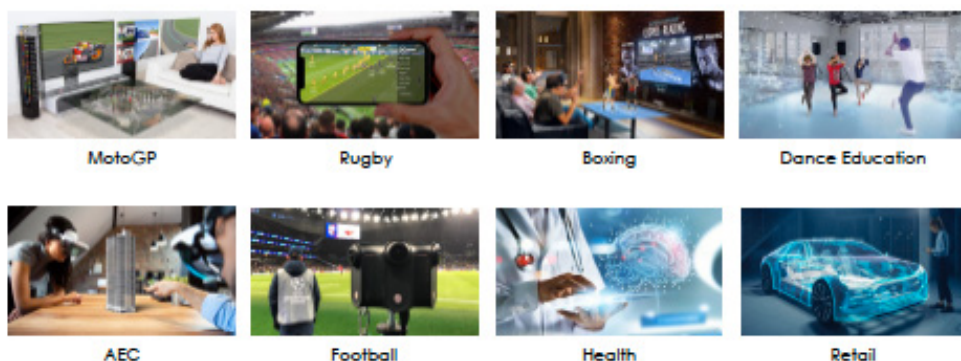 MotoGP
Rugby
Boxing
Dance Education
AEC
Football
Health
Retail